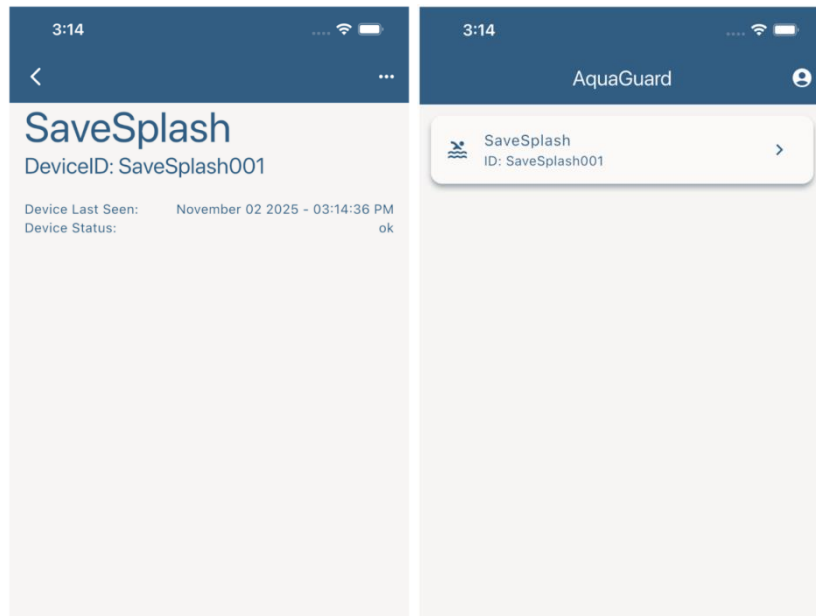 3:14
SaveSplash
DeviceID: SaveSplash001
Device Last Seen: November 02 2025 - 03:14:36 PM
Device Status: ok
3:14
AquaGuard
SaveSplash
ID: SaveSplash001